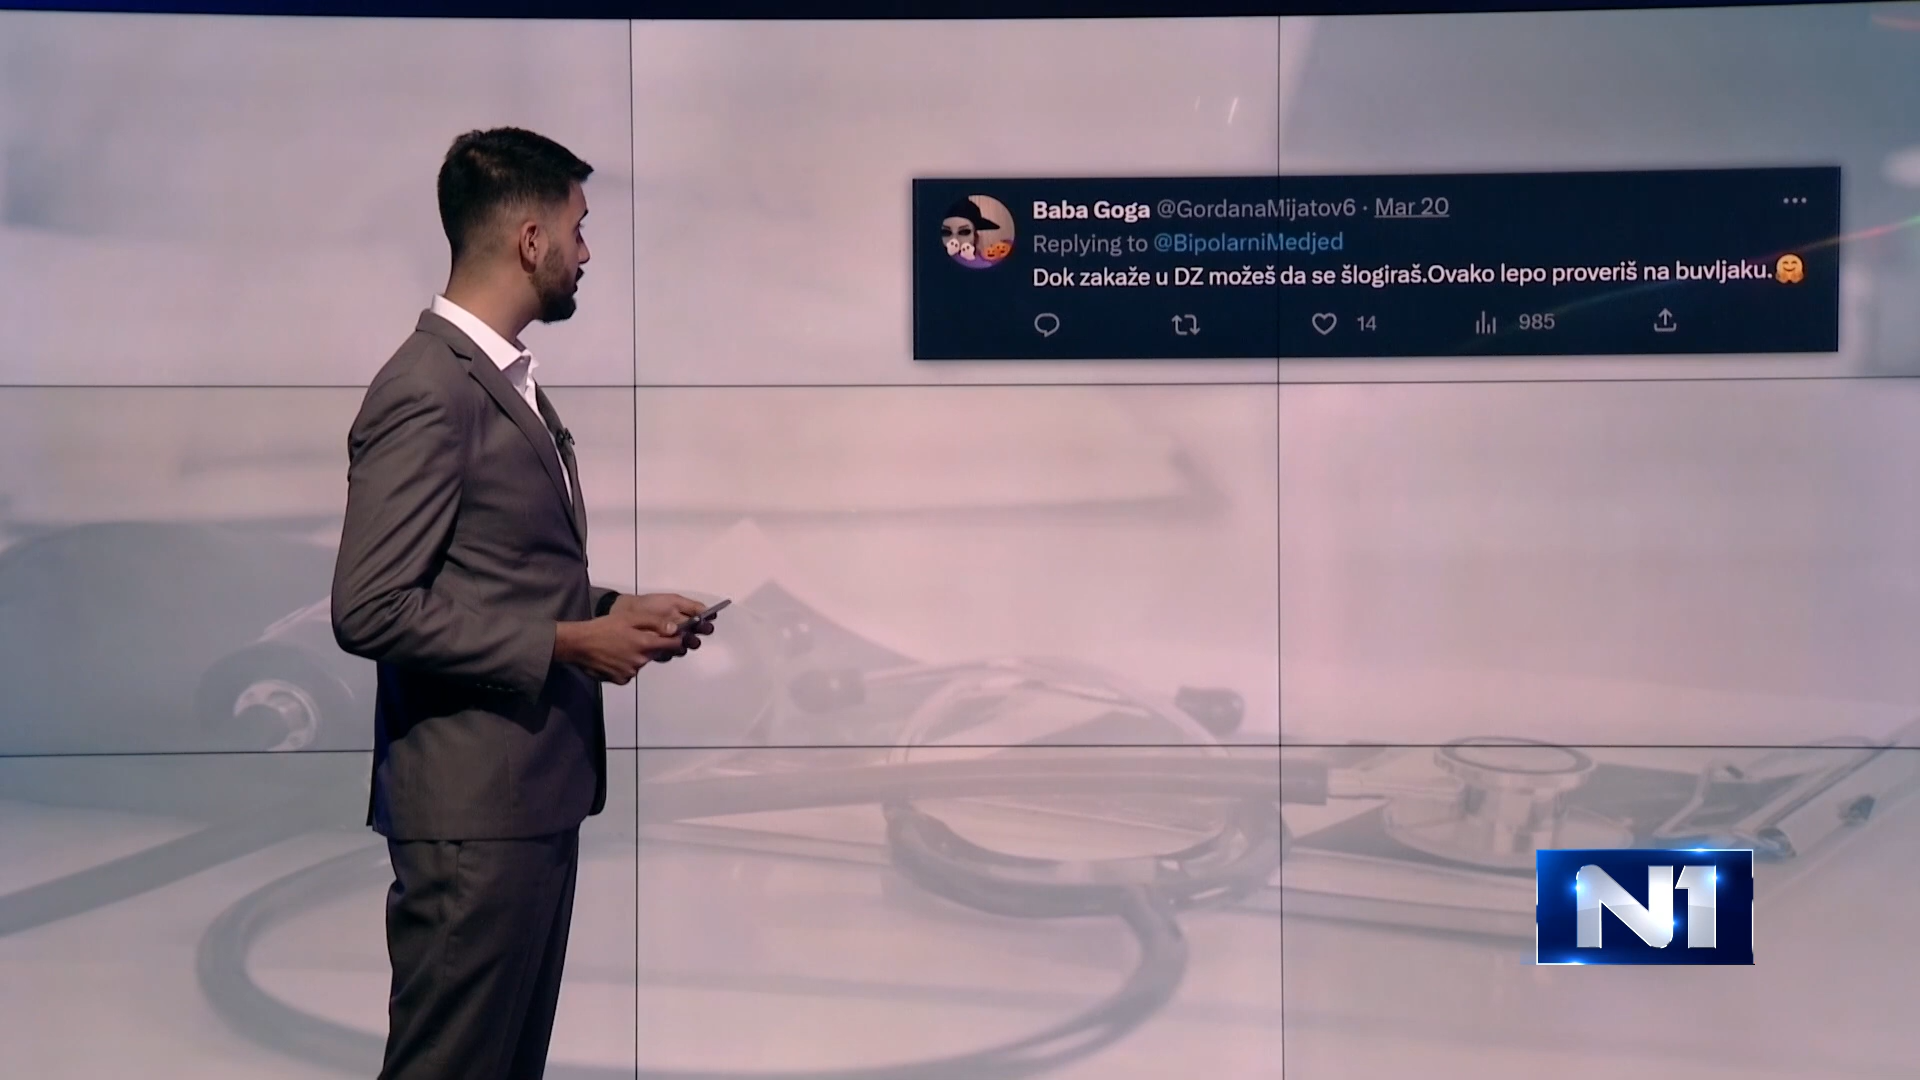 Baba Goga @GordanaMijatov6 · Mar 20
Replying to @BipolarniMedjed
Dok zakaže u DZ možeš da se šlogiraš.Ovako lepo proveriš na buvljaku.🤗
14 985
N1